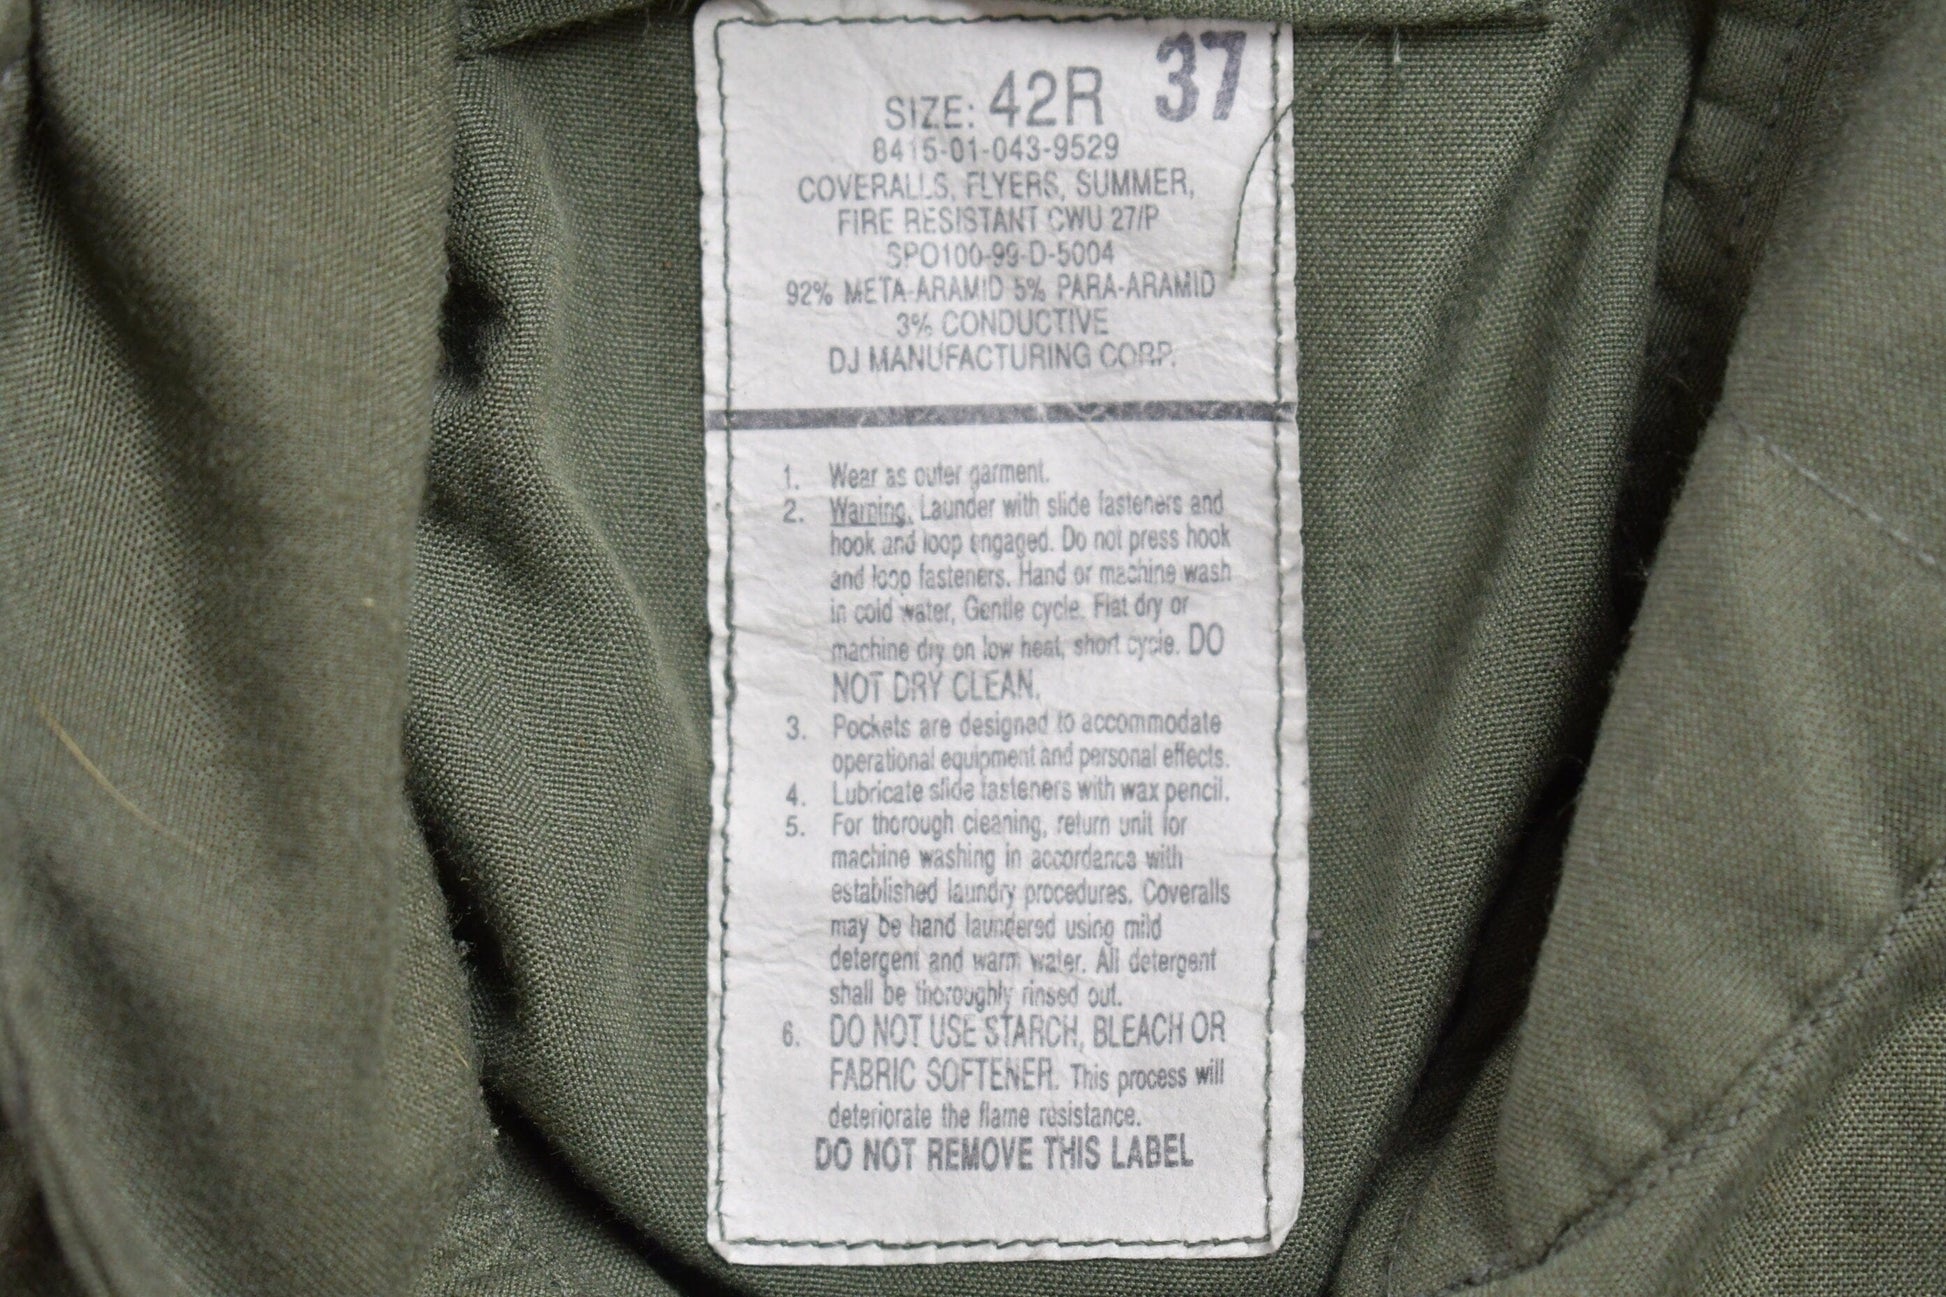 37
SIZE: 42R
8415-01-043-9529
COVERALLS, FLYERS, SUMMER,
FIRE RESISTANT CWU 27/P
SPO100-99-D-5004
92% META-ARAMID 5% PARA-ARAMID
3% CONDUCTIVE
DJ MANUFACTURING CORP.
1. Wear as outer garment.
2. Warning. Launder with slide fasteners and
hook and loop engaged. Do not press hook
and loop fasteners. Hand or machine wash
in cold water, Gentle cycle. Flat dry or
machine dry on low heat, short cycle. DO
NOT DRY CLEAN.
3. Pockets are designed to accommodate
operational equipment and personal effects.
4. Lubricate slide fasteners with wax pencil.
5. For thorough cleaning, return unit for
machine washing in accordance with
established laundry procedures. Coveralls
may be hand laundered using mild
detergent and warm water. All detergent
shall be thoroughly rinsed out.
6. DO NOT USE STARCH, BLEACH OR
FABRIC SOFTENER. This process will
deteriorate the flame resistance.
DO NOT REMOVE THIS LABEL